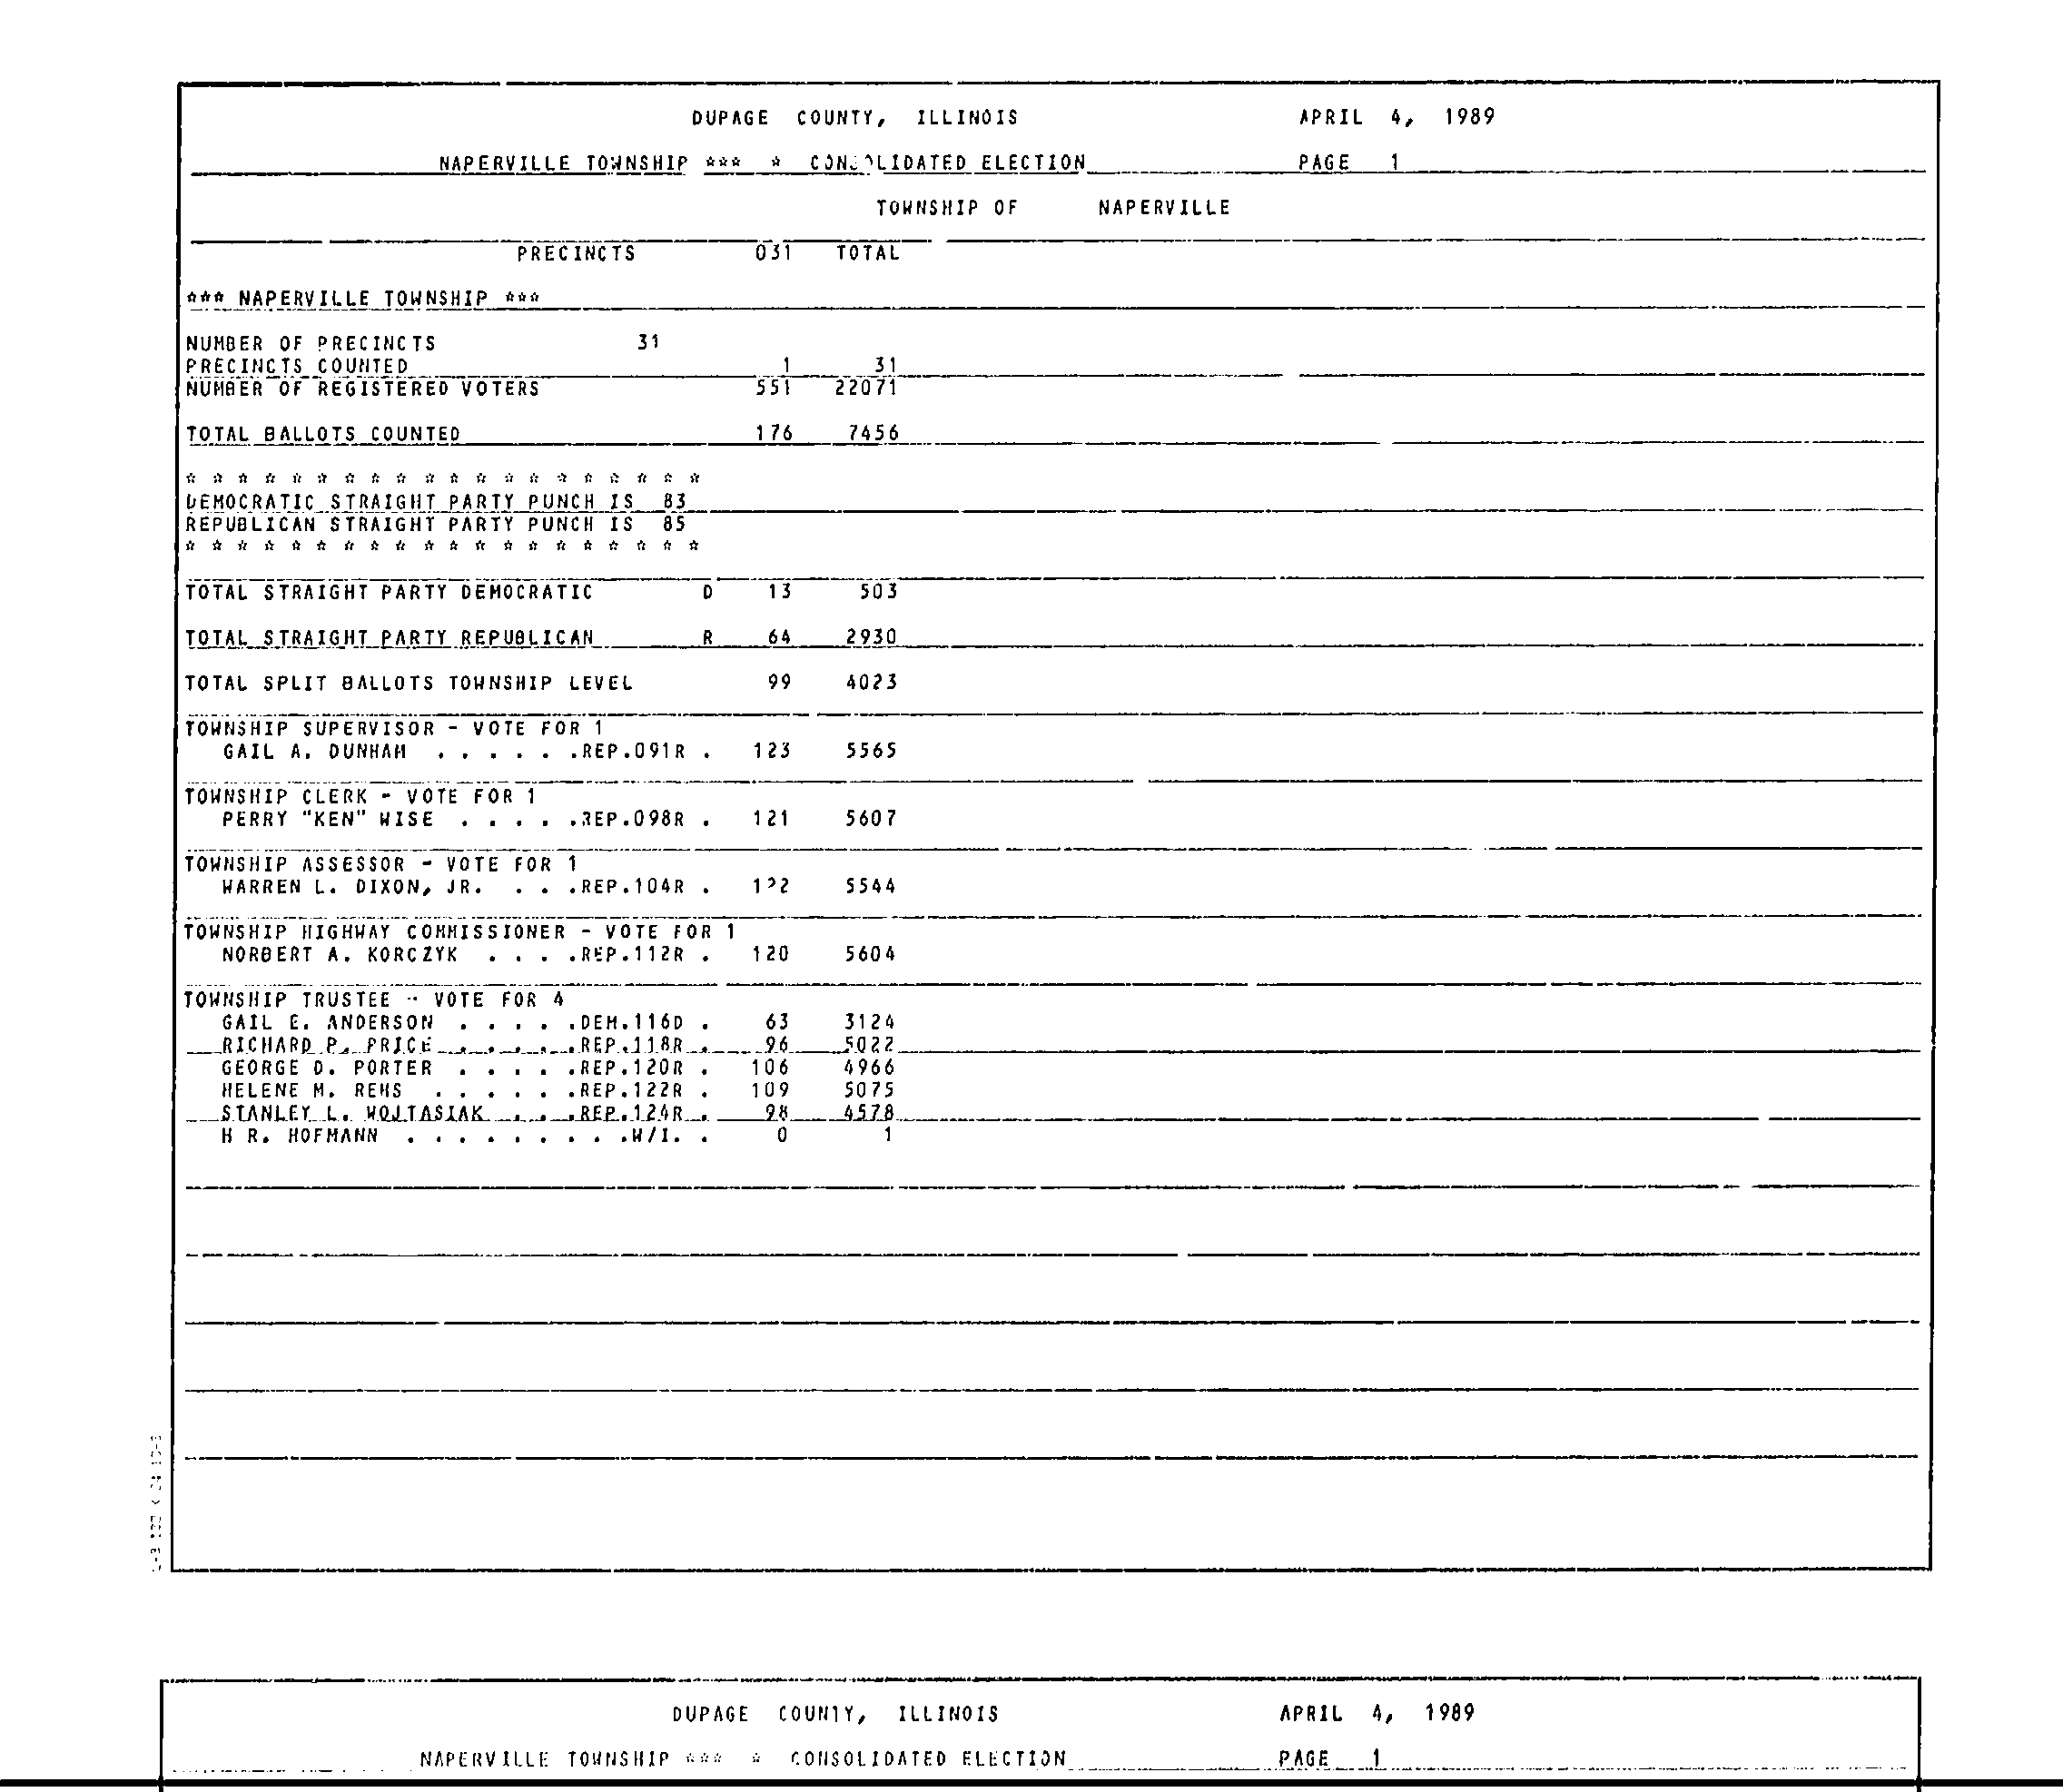 DUPAGE COUNTY, ILLINOIS APRIL 4, 1989
NAPERVILLE TOWNSHIP *** * CONSOLIDATED ELECTION PAGE 1
TOWNSHIP OF NAPERVILLE
PRECINCTS 031 TOTAL
*** NAPERVILLE TOWNSHIP ***
NUMBER OF PRECINCTS 31
PRECINCTS COUNTED 1 31
NUMBER OF REGISTERED VOTERS 551 22071
TOTAL BALLOTS COUNTED 176 7456
* * * * * * * * * * * * * * * * * * * *
DEMOCRATIC STRAIGHT PARTY PUNCH IS 83
REPUBLICAN STRAIGHT PARTY PUNCH IS 85
* * * * * * * * * * * * * * * * * * * *
TOTAL STRAIGHT PARTY DEMOCRATIC D 13 503
TOTAL STRAIGHT PARTY REPUBLICAN R 64 2930
TOTAL SPLIT BALLOTS TOWNSHIP LEVEL 99 4023
TOWNSHIP SUPERVISOR - VOTE FOR 1
GAIL A. DUNHAM . . . . . .REP.091R . 123 5565
TOWNSHIP CLERK - VOTE FOR 1
PERRY "KEN" WISE . . . . .REP.098R . 121 5607
TOWNSHIP ASSESSOR - VOTE FOR 1
WARREN L. DIXON, JR. . . .REP.104R . 122 5544
TOWNSHIP HIGHWAY COMMISSIONER - VOTE FOR 1
NORBERT A. KORCZYK . . . .REP.112R . 120 5604
TOWNSHIP TRUSTEE - VOTE FOR 4
GAIL E. ANDERSON . . . . .DEM.116D . 63 3124
RICHARD P. PRICE . . . . .REP.118R . 96 5022
GEORGE D. PORTER . . . . .REP.120R . 106 4966
HELENE M. REHS . . . . . .REP.122R . 109 5075
STANLEY L. WOJTASIAK . . .REP.124R . 98 4578
H R. HOFMANN . . . . . . . . .W/I. . 0 1
DUPAGE COUNTY, ILLINOIS APRIL 4, 1989
NAPERVILLE TOWNSHIP *** * CONSOLIDATED ELECTION PAGE 1